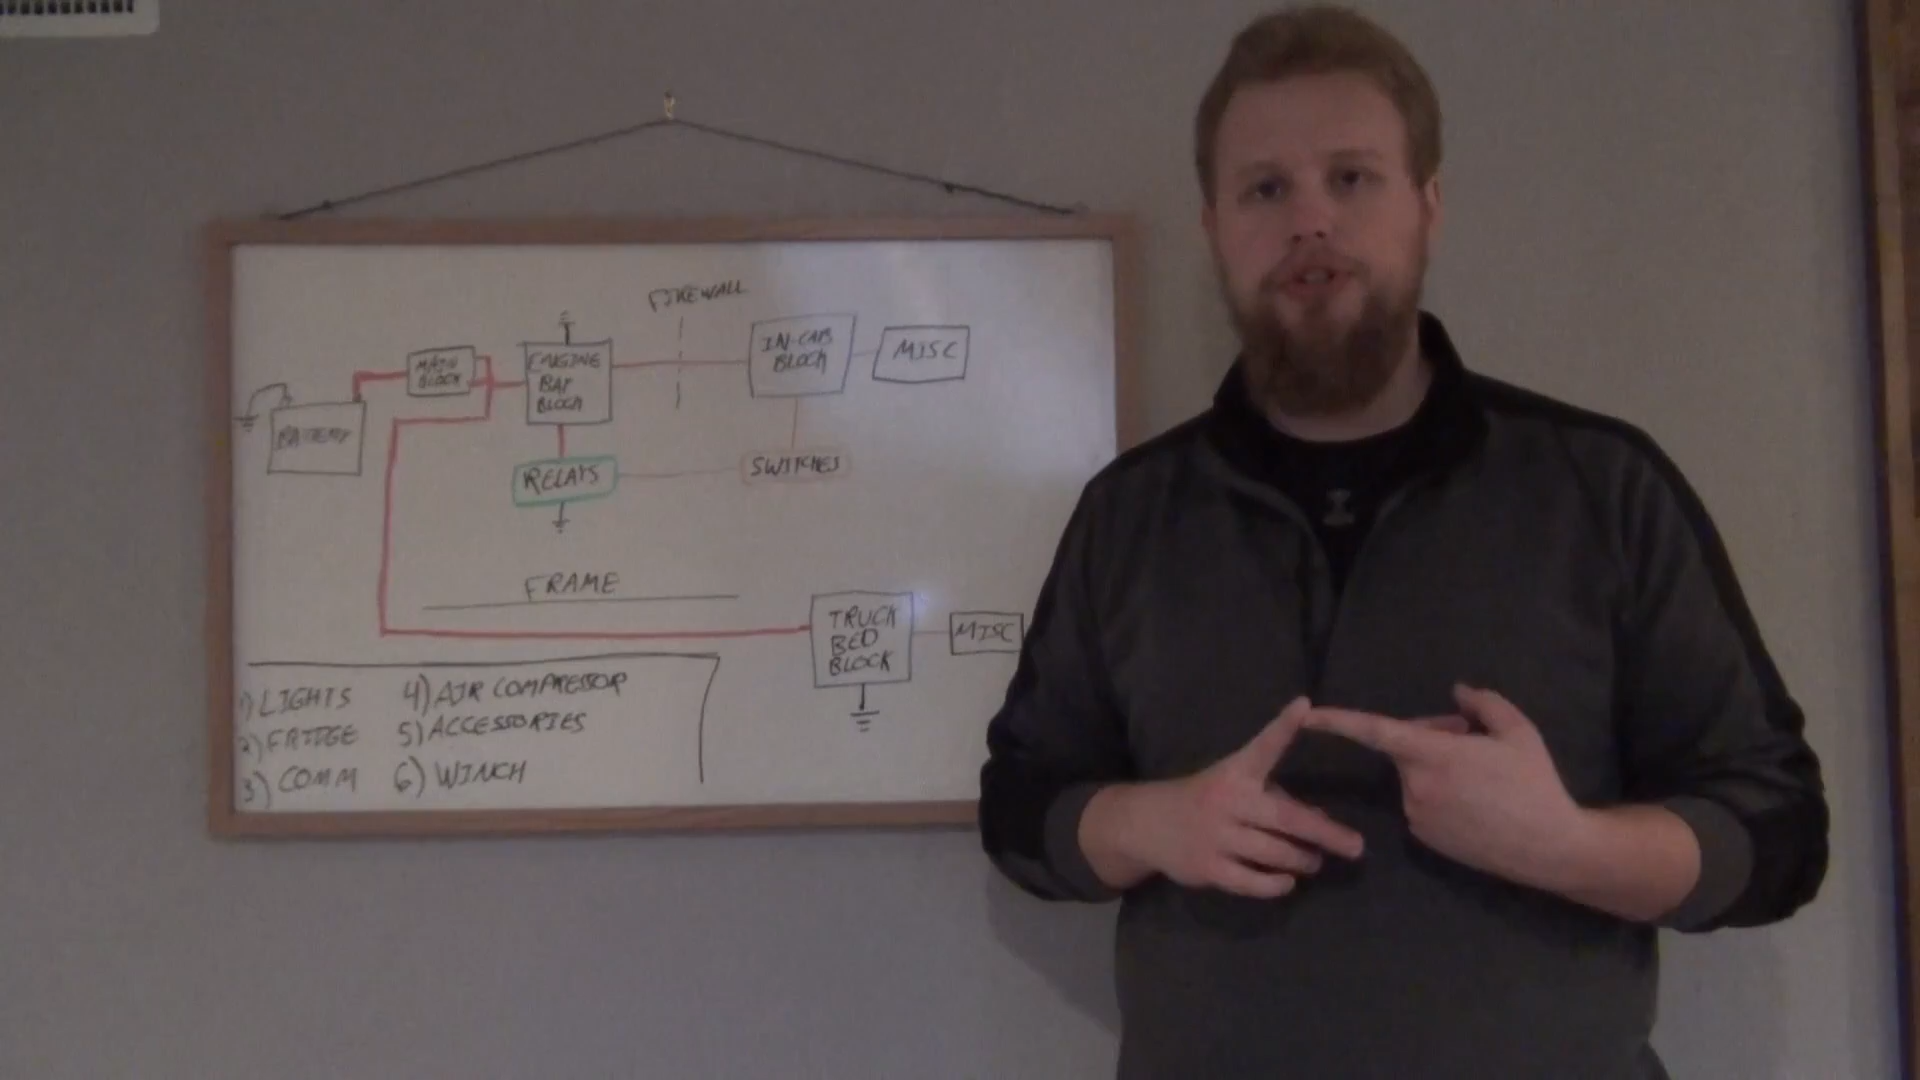 FIREWALL
MAIN
BLOCK
ENGINE
BAY
BLOCK
IN-CAB
BLOCK
MISC
BATTERY
RELAYS
SWITCHES
FRAME
TRUCK
BED
BLOCK
MISC
1) LIGHTS
2) FRIDGE
3) COMM
4) AIR COMPRESSOR
5) ACCESSORIES
6) WINCH